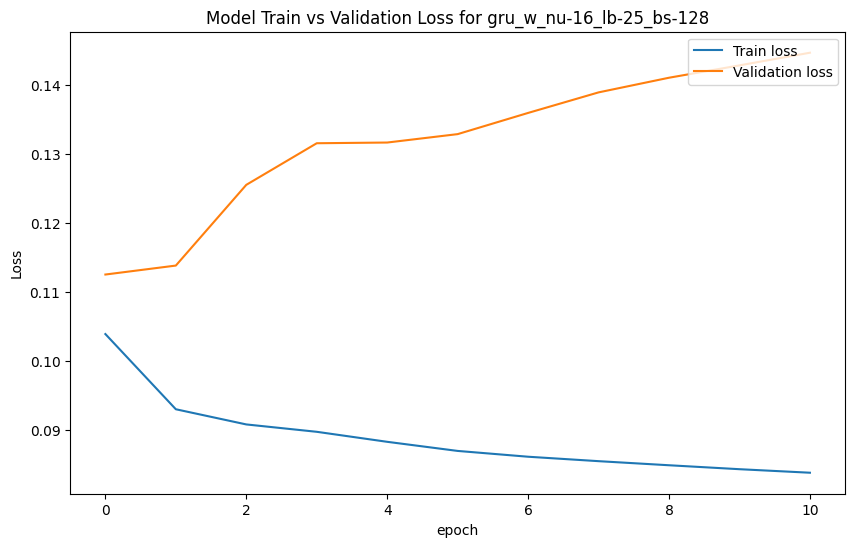 Model Train vs Validation Loss for gru_w_nu-16_lb-25_bs-128
Train loss
Validation loss
0.14
0.13
0.12
0.11
0.10
0.09
Loss
0 2 4 6 8 10
epoch